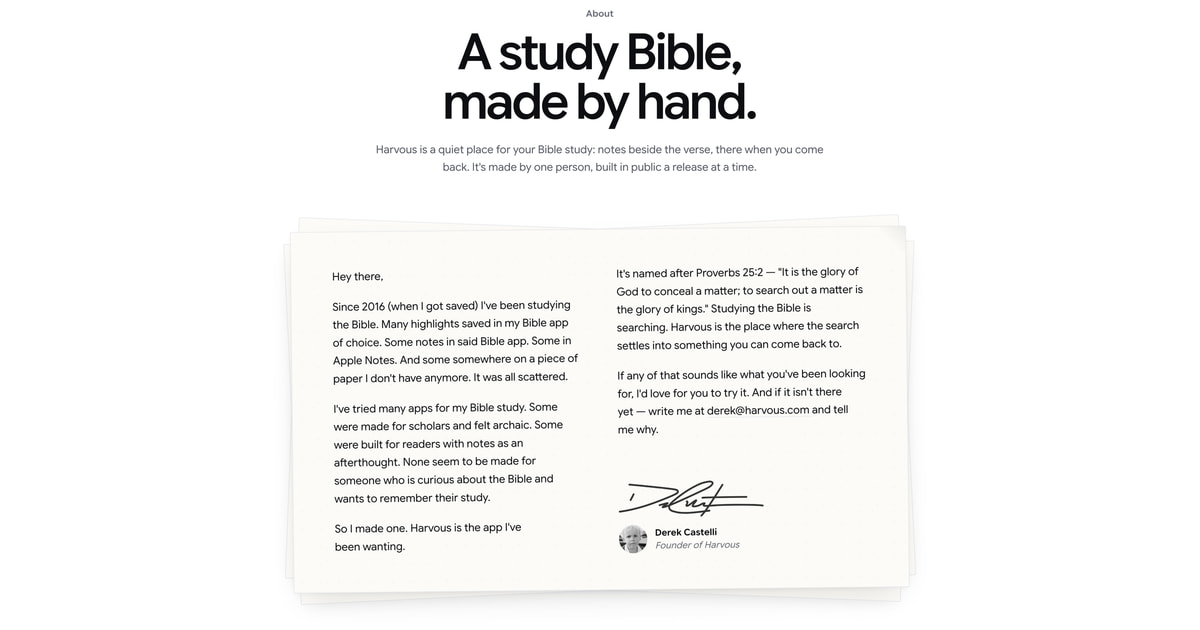 About
A study Bible,
made by hand.
Harvous is a quiet place for your Bible study: notes beside the verse, there when you come
back. It's made by one person, built in public a release at a time.
Hey there,
Since 2016 (when I got saved) I've been studying
the Bible. Many highlights saved in my Bible app
of choice. Some notes in said Bible app. Some in
Apple Notes. And some somewhere on a piece of
paper I don't have anymore. It was all scattered.
I've tried many apps for my Bible study. Some
were made for scholars and felt archaic. Some
were built for readers with notes as an
afterthought. None seem to be made for
someone who is curious about the Bible and
wants to remember their study.
So I made one. Harvous is the app I've
been wanting.
It's named after Proverbs 25:2 — "It is the glory of
God to conceal a matter; to search out a matter is
the glory of kings." Studying the Bible is
searching. Harvous is the place where the search
settles into something you can come back to.
If any of that sounds like what you've been looking
for, I'd love for you to try it. And if it isn't there
yet — write me at derek@harvous.com and tell
me why.
Derek Castelli
Founder of Harvous